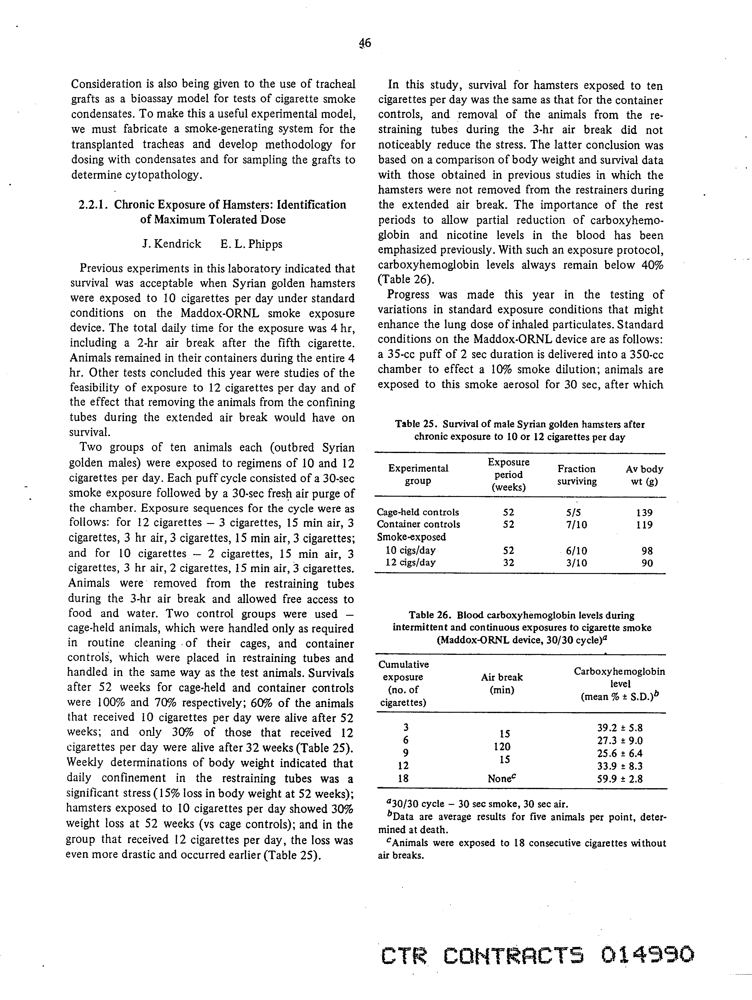 46
Consideration is also being given to the use of tracheal
grafts as a bioassay model for tests of cigarette smoke
condensates. To make this a useful experimental model,
we must fabricate a smoke-generating system for the
transplanted tracheas and develop methodology for
dosing with condensates and for sampling the grafts to
determine cytopathology.
2.2.1. Chronic Exposure of Hamsters: Identification
of Maximum Tolerated Dose
J. Kendrick E. L. Phipps
Previous experiments in this laboratory indicated that
survival was acceptable when Syrian golden hamsters
were exposed to 10 cigarettes per day under standard
conditions on the Maddox-ORNL smoke exposure
device. The total daily time for the exposure was 4 hr,
including a 2-hr air break after the fifth cigarette.
Animals remained in their containers during the entire 4
hr. Other tests concluded this year were studies of the
feasibility of exposure to 12 cigarettes per day and of
the effect that removing the animals from the confining
tubes during the extended air break would have on
survival.
Two groups of ten animals each (outbred Syrian
golden males) were exposed to regimens of 10 and 12
cigarettes per day. Each puff cycle consisted of a 30-sec
smoke exposure followed by a 30-sec fresh air purge of
the chamber. Exposure sequences for the cycle were as
follows: for 12 cigarettes – 3 cigarettes, 15 min air, 3
cigarettes, 3 hr air, 3 cigarettes, 15 min air, 3 cigarettes;
and for 10 cigarettes – 2 cigarettes, 15 min air, 3
cigarettes, 3 hr air, 2 cigarettes, 15 min air, 3 cigarettes.
Animals were removed from the restraining tubes
during the 3-hr air break and allowed free access to
food and water. Two control groups were used –
cage-held animals, which were handled only as required
in routine cleaning of their cages, and container
controls, which were placed in restraining tubes and
handled in the same way as the test animals. Survivals
after 52 weeks for cage-held and container controls
were 100% and 70% respectively; 60% of the animals
that received 10 cigarettes per day were alive after 52
weeks; and only 30% of those that received 12
cigarettes per day were alive after 32 weeks (Table 25).
Weekly determinations of body weight indicated that
daily confinement in the restraining tubes was a
significant stress (15% loss in body weight at 52 weeks);
hamsters exposed to 10 cigarettes per day showed 30%
weight loss at 52 weeks (vs cage controls); and in the
group that received 12 cigarettes per day, the loss was
even more drastic and occurred earlier (Table 25).
In this study, survival for hamsters exposed to ten
cigarettes per day was the same as that for the container
controls, and removal of the animals from the re-
straining tubes during the 3-hr air break did not
noticeably reduce the stress. The latter conclusion was
based on a comparison of body weight and survival data
with those obtained in previous studies in which the
hamsters were not removed from the restrainers during
the extended air break. The importance of the rest
periods to allow partial reduction of carboxyhemo-
globin and nicotine levels in the blood has been
emphasized previously. With such an exposure protocol,
carboxyhemoglobin levels always remain below 40%
(Table 26).
Progress was made this year in the testing of
variations in standard exposure conditions that might
enhance the lung dose of inhaled particulates. Standard
conditions on the Maddox-ORNL device are as follows:
a 35-cc puff of 2 sec duration is delivered into a 350-cc
chamber to effect a 10% smoke dilution; animals are
exposed to this smoke aerosol for 30 sec, after which
Table 25. Survival of male Syrian golden hamsters after
chronic exposure to 10 or 12 cigarettes per day
Experimental group Exposure period (weeks) Fraction surviving Av body wt (g)
Cage-held controls 52 5/5 139
Container controls 52 7/10 119
Smoke-exposed
10 cigs/day 52 6/10 98
12 cigs/day 32 3/10 90
Table 26. Blood carboxyhemoglobin levels during
intermittent and continuous exposures to cigarette smoke
(Maddox-ORNL device, 30/30 cycle)a
Cumulative exposure (no. of cigarettes) Air break (min) Carboxyhemoglobin level (mean % ± S.D.)b
3 39.2 ± 5.8
15
6 27.3 ± 9.0
120
9 25.6 ± 6.4
15
12 33.9 ± 8.3
18 Nonec 59.9 ± 2.8
a30/30 cycle – 30 sec smoke, 30 sec air.
bData are average results for five animals per point, deter-
mined at death.
cAnimals were exposed to 18 consecutive cigarettes without
air breaks.
CTR CONTRACTS 014990